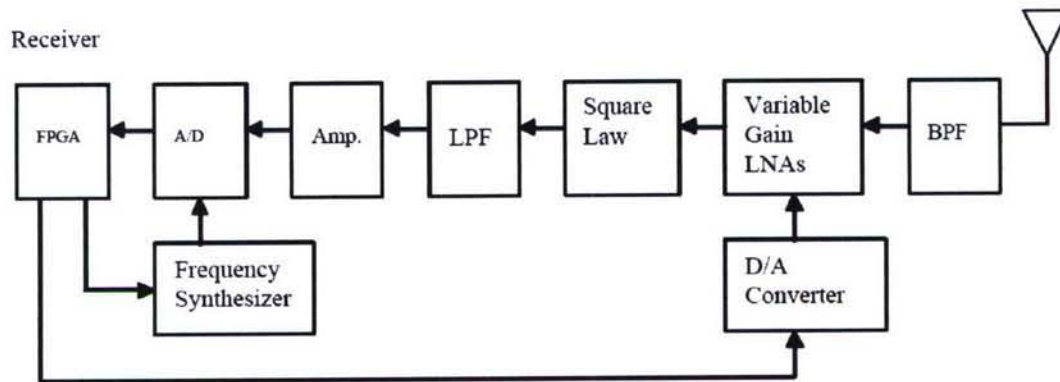 Receiver
FPGA
A/D
Amp.
LPF
Square
Law
Variable
Gain
LNAs
BPF
Frequency
Synthesizer
D/A
Converter